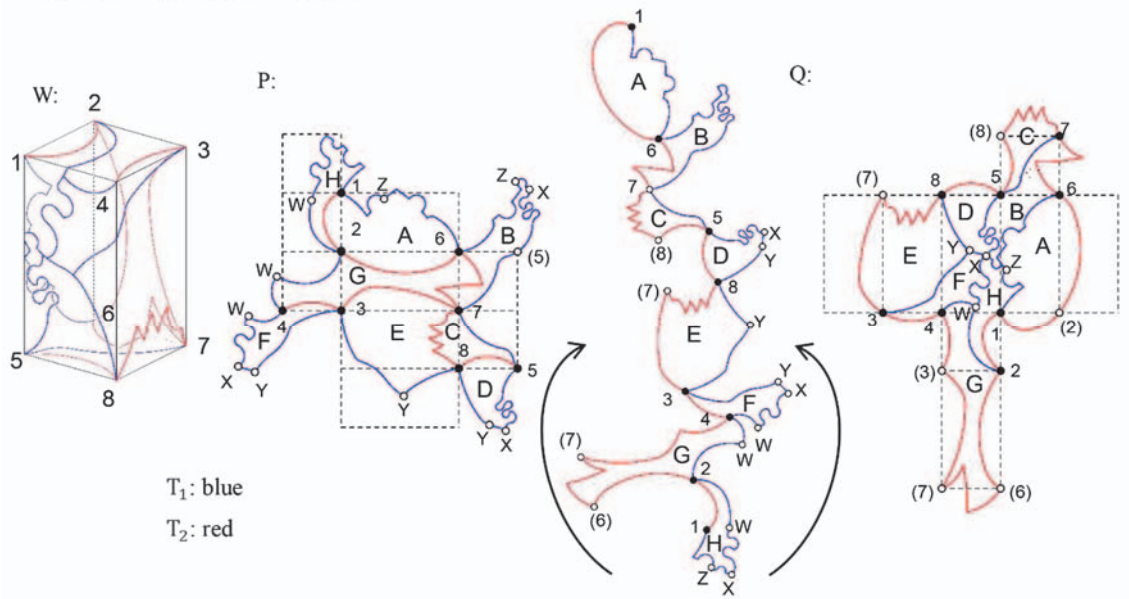 W:
2
1
3
4
6
5
7
8
P:
H
1
Z
W
2
A
6
Z
X
B
(5)
W
G
W
4
3
7
F
E
C
8
5
X
Y
D
Y
Y
X
T₁: blue
T₂: red
1
A
6
B
7
C
5
(8)
D
X
Y
8
(7)
E
Y
3
F
Y
X
4
W
W
(7)
G
2
(6)
1
W
H
Z
X
Q:
(8)
C
7
(7)
8
5
6
D
B
E
A
Y
X
Z
F
W
H
3
4
1
(2)
(3)
2
G
(7)
(6)